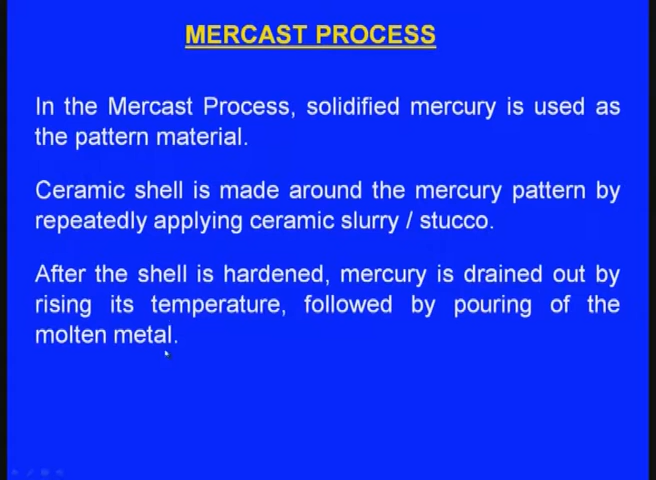 MERCAST PROCESS
In the Mercast Process, solidified mercury is used as
the pattern material.
Ceramic shell is made around the mercury pattern by
repeatedly applying ceramic slurry / stucco.
After the shell is hardened, mercury is drained out by
rising its temperature, followed by pouring of the
molten metal.